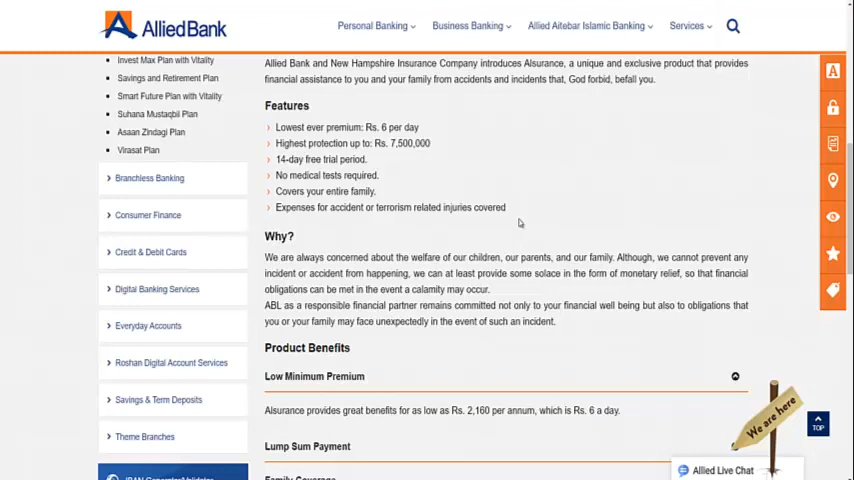 Allied Bank
Personal Banking
Business Banking
Allied Aitebar Islamic Banking
Services
Invest Max Plan with Vitality
Savings and Retirement Plan
Smart Future Plan with Vitality
Suhana Mustaqbil Plan
Asaan Zindagi Plan
Virasat Plan
Branchless Banking
Consumer Finance
Credit & Debit Cards
Digital Banking Services
Everyday Accounts
Roshan Digital Account Services
Savings & Term Deposits
Theme Branches
IBAN Generator/Validator
Allied Bank and New Hampshire Insurance Company introduces Alsurance, a unique and exclusive product that provides
financial assistance to you and your family from accidents and incidents that, God forbid, befall you.
Features
Lowest ever premium: Rs. 6 per day
Highest protection up to: Rs. 7,500,000
14-day free trial period.
No medical tests required.
Covers your entire family.
Expenses for accident or terrorism related injuries covered
Why?
We are always concerned about the welfare of our children, our parents, and our family. Although, we cannot prevent any
incident or accident from happening, we can at least provide some solace in the form of monetary relief, so that financial
obligations can be met in the event a calamity may occur.
ABL as a responsible financial partner remains committed not only to your financial well being but also to obligations that
you or your family may face unexpectedly in the event of such an incident.
Product Benefits
Low Minimum Premium
Alsurance provides great benefits for as low as Rs. 2,160 per annum, which is Rs. 6 a day.
Lump Sum Payment
Family Coverage
A
We are here
TOP
Allied Live Chat